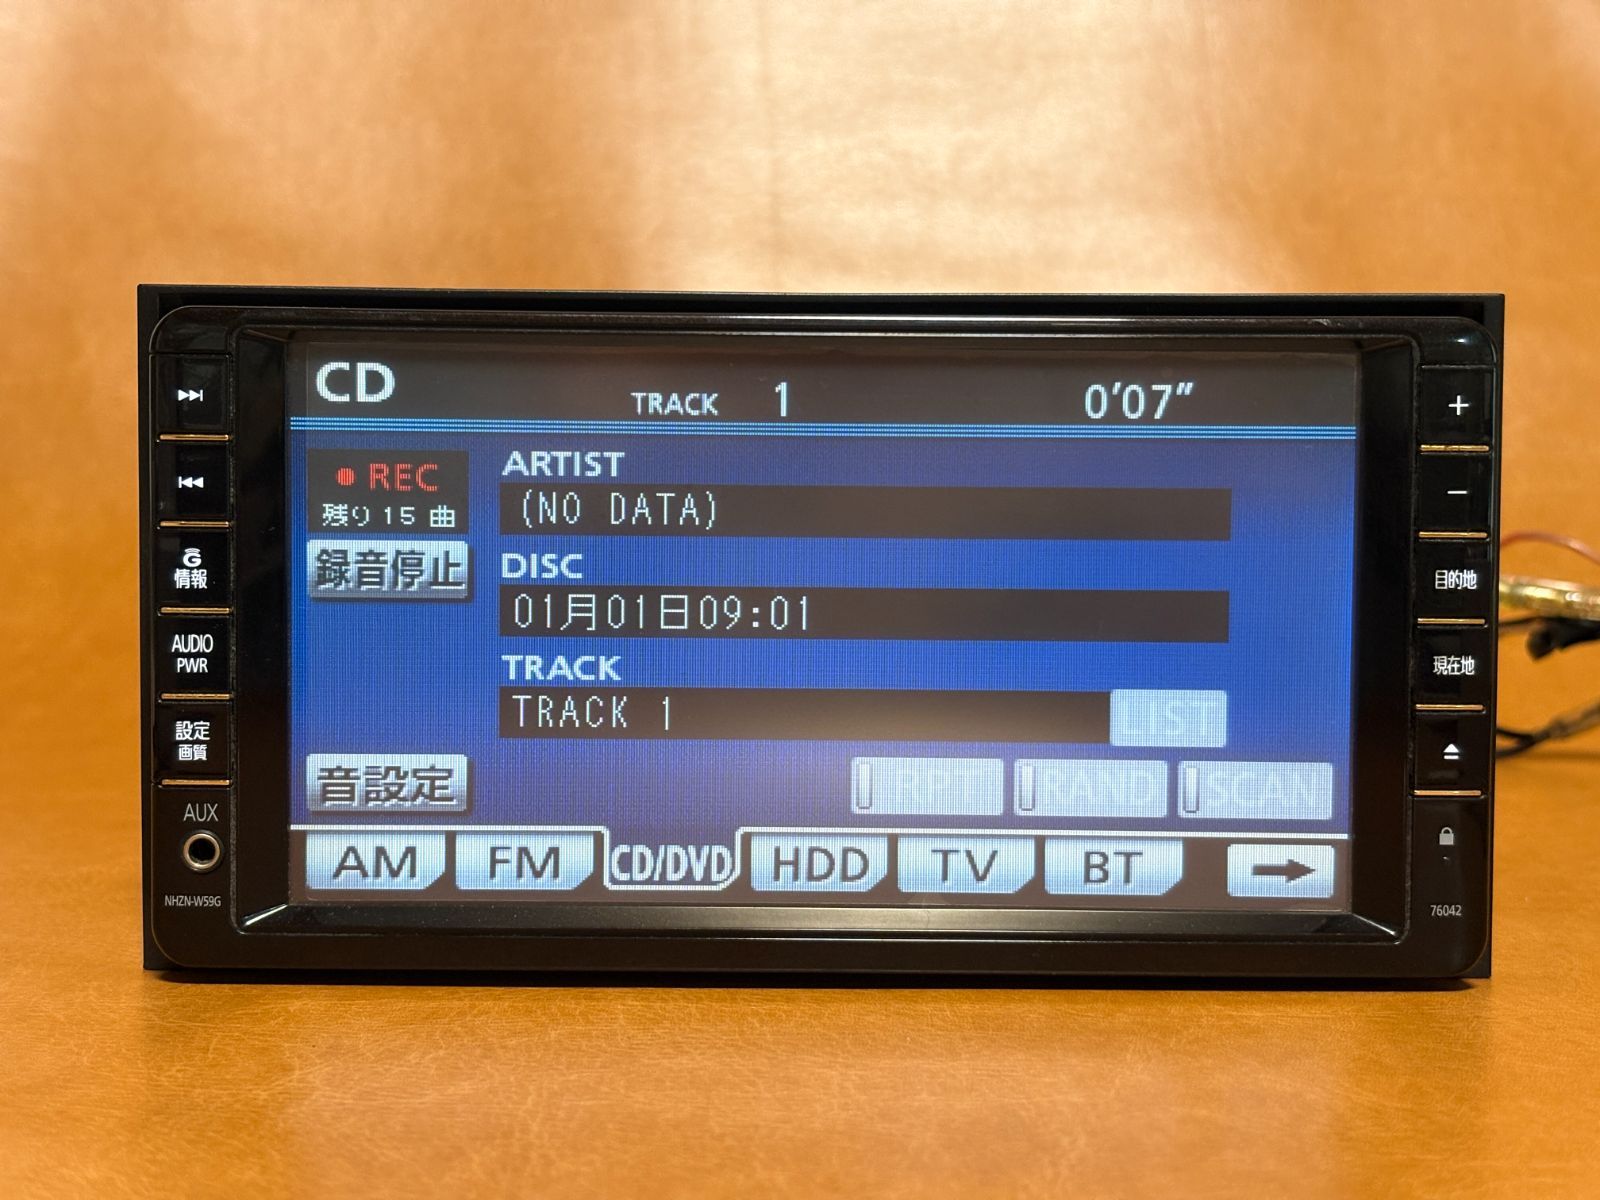 CD
TRACK 1 0'07"
REC
残り15曲
録音停止
ARTIST
(NO DATA)
DISC
01月01日09:01
TRACK
TRACK 1
LIST
音設定
RPT RAND SCAN
AM FM CD/DVD HDD TV BT
G
情報
AUDIO
PWR
設定
画質
AUX
NHZN-W59G
+
−
目的地
現在地
76042